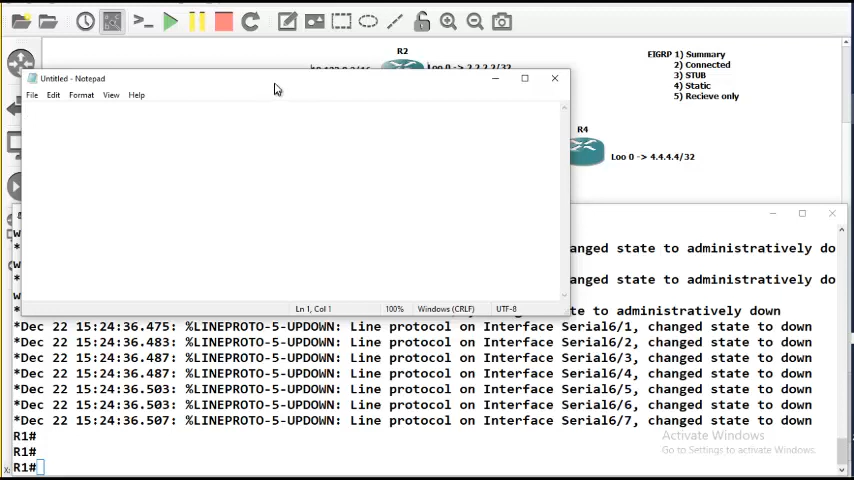 R2
Loo 0 -> 2.2.2.2/32
EIGRP 1) Summary
2) Connected
3) STUB
4) Static
5) Recieve only
Untitled - Notepad
File Edit Format View Help
R4
Loo 0 -> 4.4.4.4/32
Ln 1, Col 1 100% Windows (CRLF) UTF-8
anged state to administratively do
anged state to administratively do
te to administratively down
*Dec 22 15:24:36.475: %LINEPROTO-5-UPDOWN: Line protocol on Interface Serial6/1, changed state to down
*Dec 22 15:24:36.483: %LINEPROTO-5-UPDOWN: Line protocol on Interface Serial6/2, changed state to down
*Dec 22 15:24:36.487: %LINEPROTO-5-UPDOWN: Line protocol on Interface Serial6/3, changed state to down
*Dec 22 15:24:36.487: %LINEPROTO-5-UPDOWN: Line protocol on Interface Serial6/4, changed state to down
*Dec 22 15:24:36.503: %LINEPROTO-5-UPDOWN: Line protocol on Interface Serial6/5, changed state to down
*Dec 22 15:24:36.503: %LINEPROTO-5-UPDOWN: Line protocol on Interface Serial6/6, changed state to down
*Dec 22 15:24:36.507: %LINEPROTO-5-UPDOWN: Line protocol on Interface Serial6/7, changed state to down
R1#
R1#
R1#
Activate Windows
Go to Settings to activate Windows.